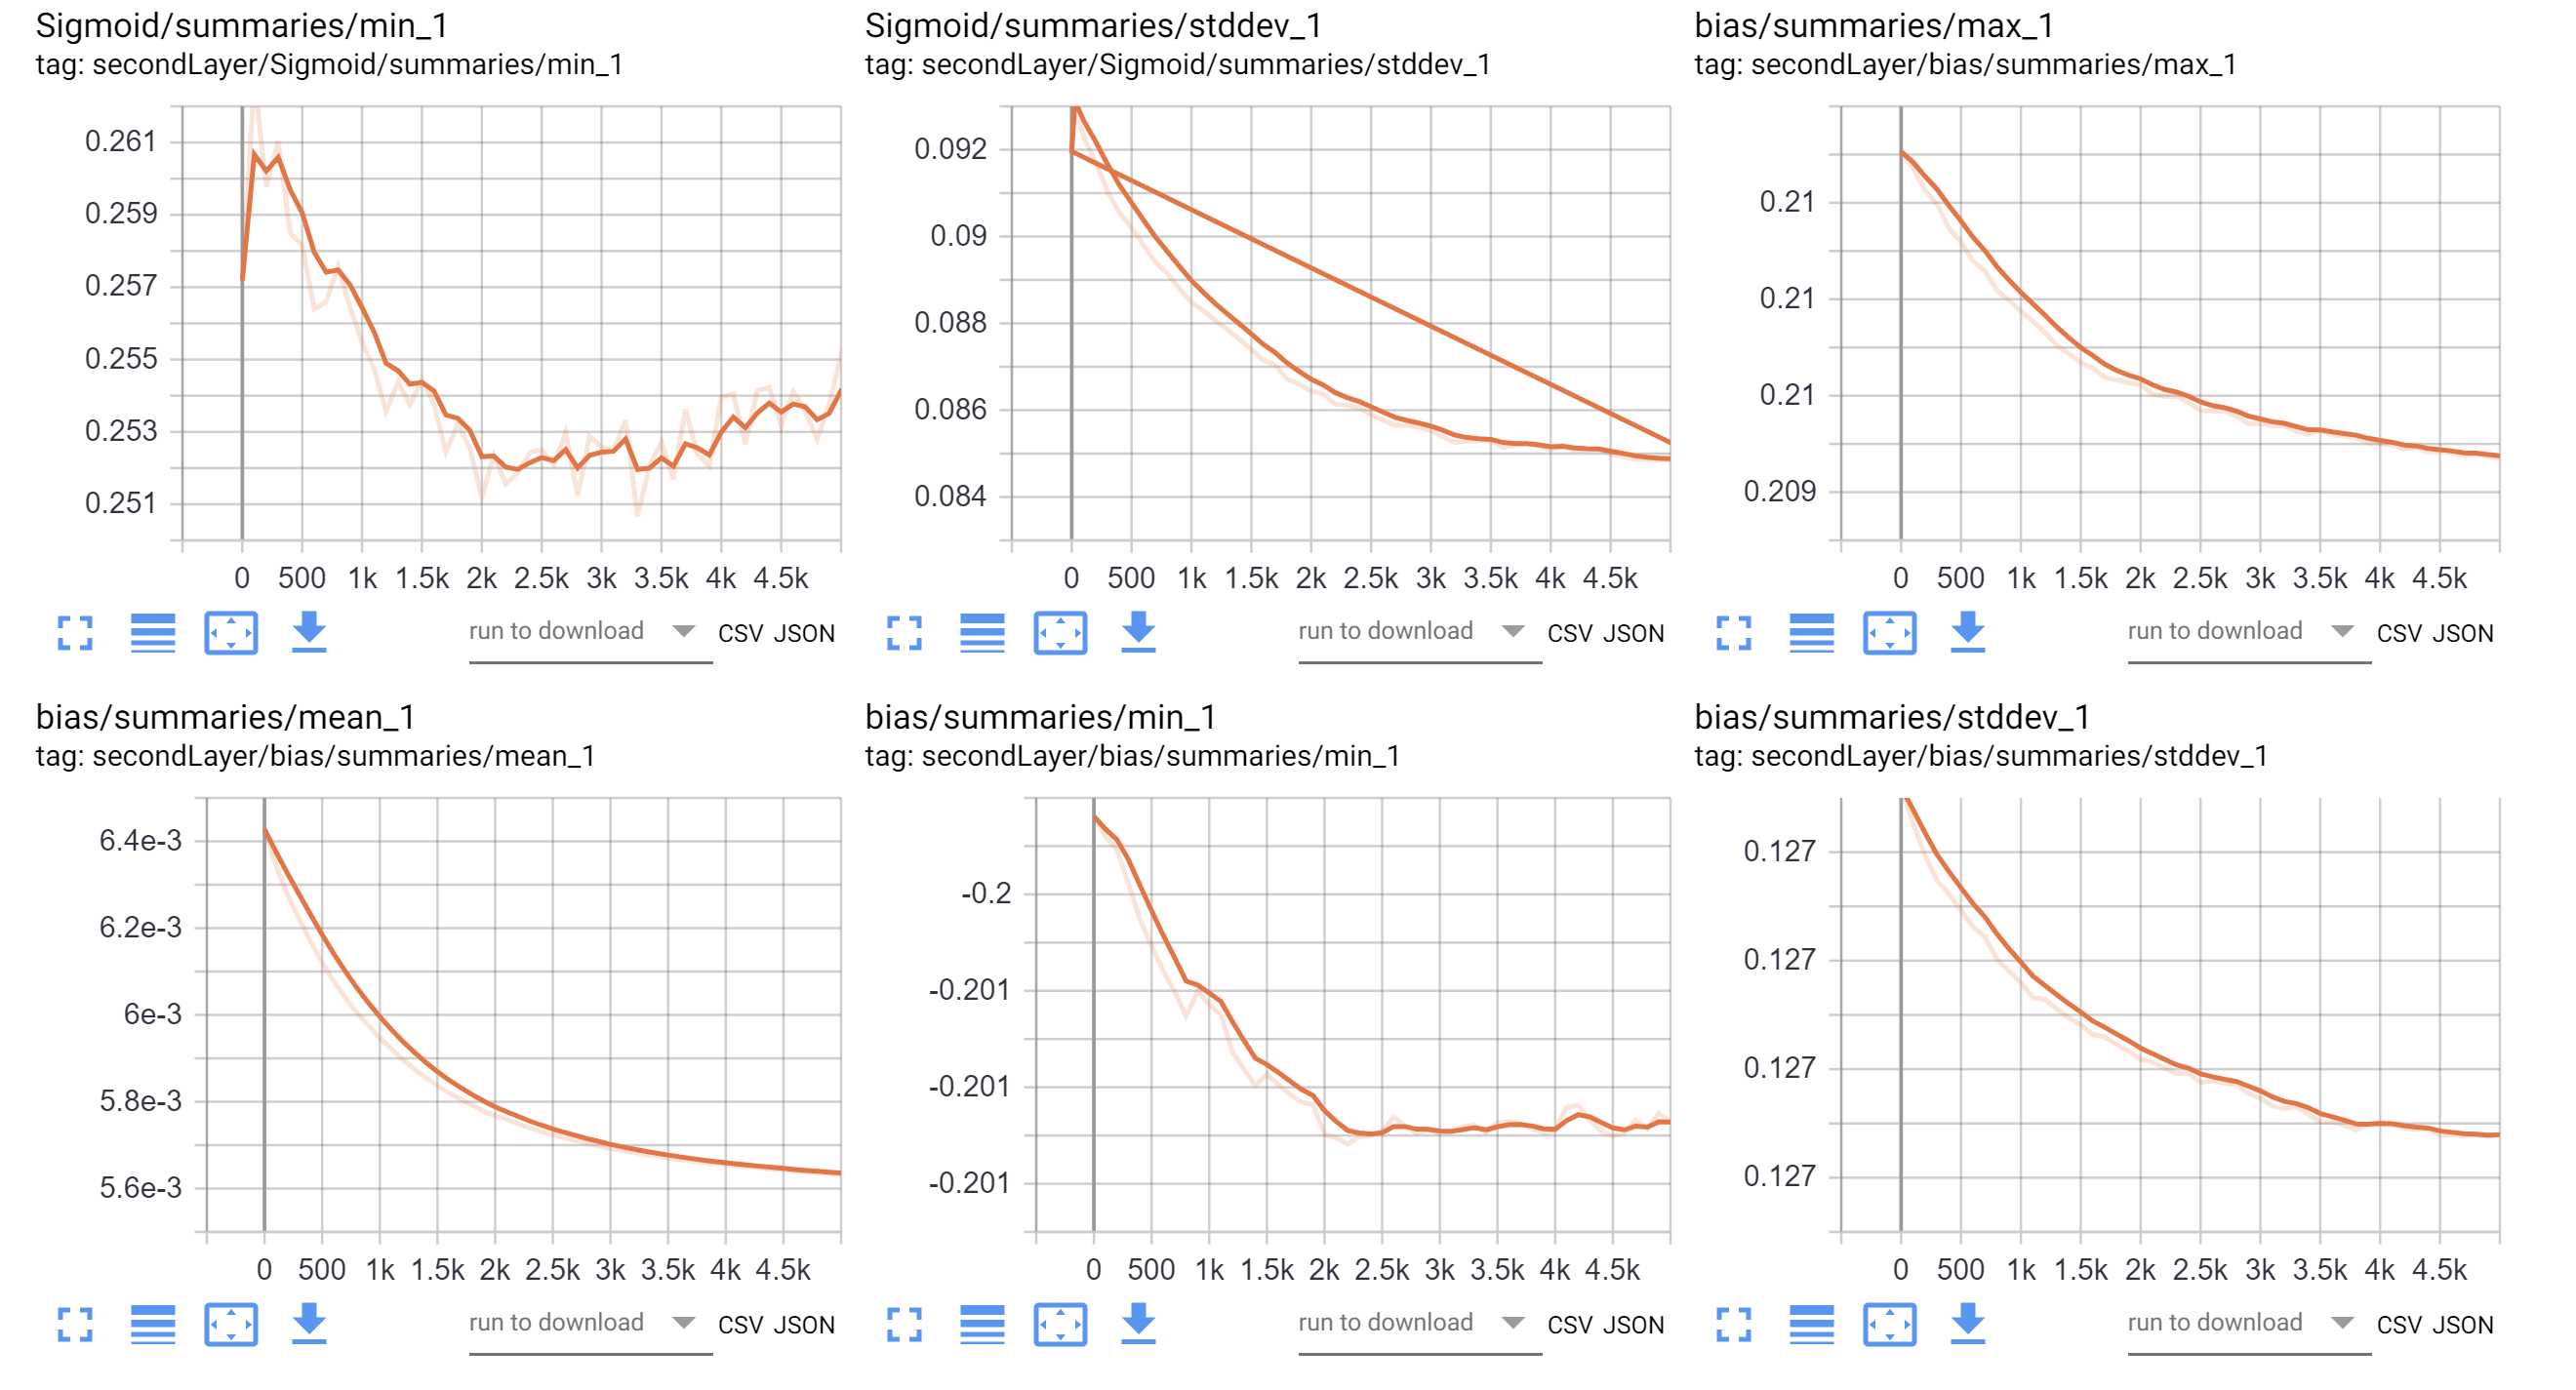 Sigmoid/summaries/min_1
tag: secondLayer/Sigmoid/summaries/min_1
0.261
0.259
0.257
0.255
0.253
0.251
0 500 1k 1.5k 2k 2.5k 3k 3.5k 4k 4.5k
run to download CSV JSON
Sigmoid/summaries/stddev_1
tag: secondLayer/Sigmoid/summaries/stddev_1
0.092
0.09
0.088
0.086
0.084
0 500 1k 1.5k 2k 2.5k 3k 3.5k 4k 4.5k
run to download CSV JSON
bias/summaries/max_1
tag: secondLayer/bias/summaries/max_1
0.21
0.21
0.21
0.209
0 500 1k 1.5k 2k 2.5k 3k 3.5k 4k 4.5k
run to download CSV JSON
bias/summaries/mean_1
tag: secondLayer/bias/summaries/mean_1
6.4e-3
6.2e-3
6e-3
5.8e-3
5.6e-3
0 500 1k 1.5k 2k 2.5k 3k 3.5k 4k 4.5k
run to download CSV JSON
bias/summaries/min_1
tag: secondLayer/bias/summaries/min_1
-0.2
-0.201
-0.201
-0.201
0 500 1k 1.5k 2k 2.5k 3k 3.5k 4k 4.5k
run to download CSV JSON
bias/summaries/stddev_1
tag: secondLayer/bias/summaries/stddev_1
0.127
0.127
0.127
0.127
0 500 1k 1.5k 2k 2.5k 3k 3.5k 4k 4.5k
run to download CSV JSON